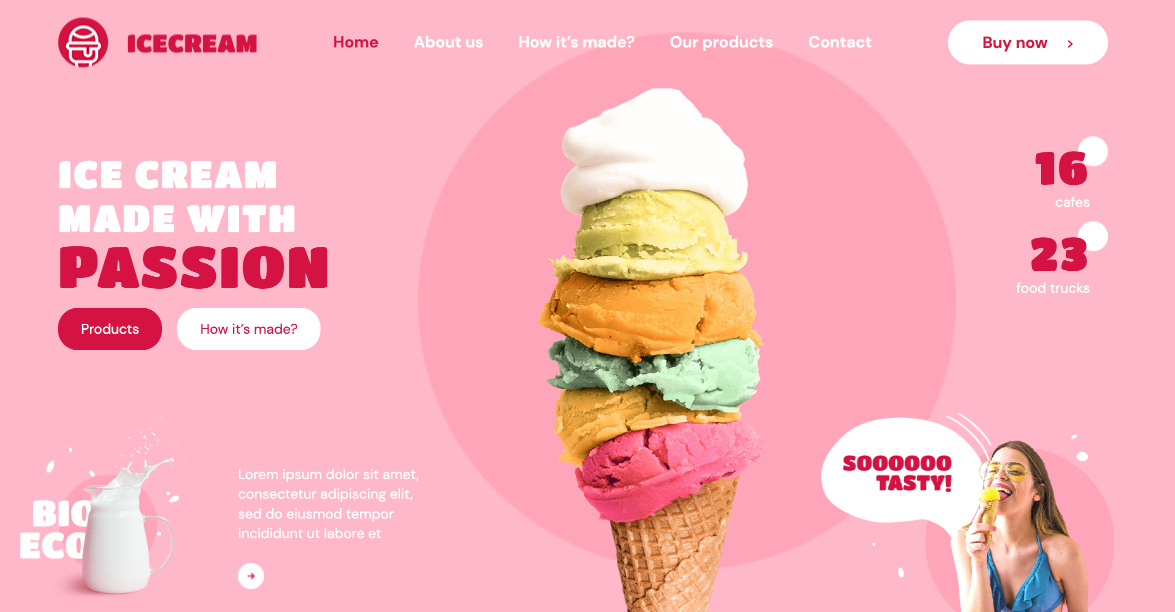 ICECREAM
Home
About us
How it's made?
Our products
Contact
Buy now
ICE CREAM
MADE WITH
PASSION
Products
How it's made?
16
cafes
23
food trucks
BIO
ECO
Lorem ipsum dolor sit amet,
consectetur adipiscing elit,
sed do eiusmod tempor
incididunt ut labore et
SOOOOOO
TASTY!